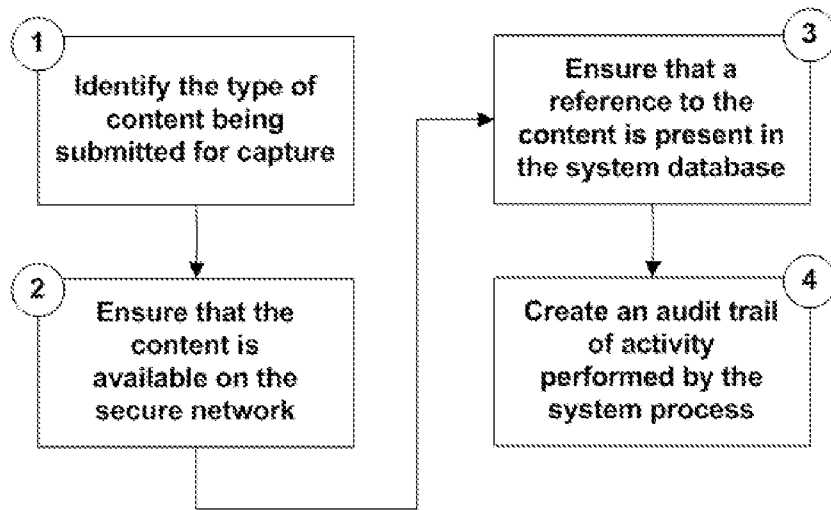 1
Identify the type of
content being
submitted for capture
2
Ensure that the
content is
available on the
secure network
3
Ensure that a
reference to the
content is present in
the system database
4
Create an audit trail
of activity
performed by the
system process